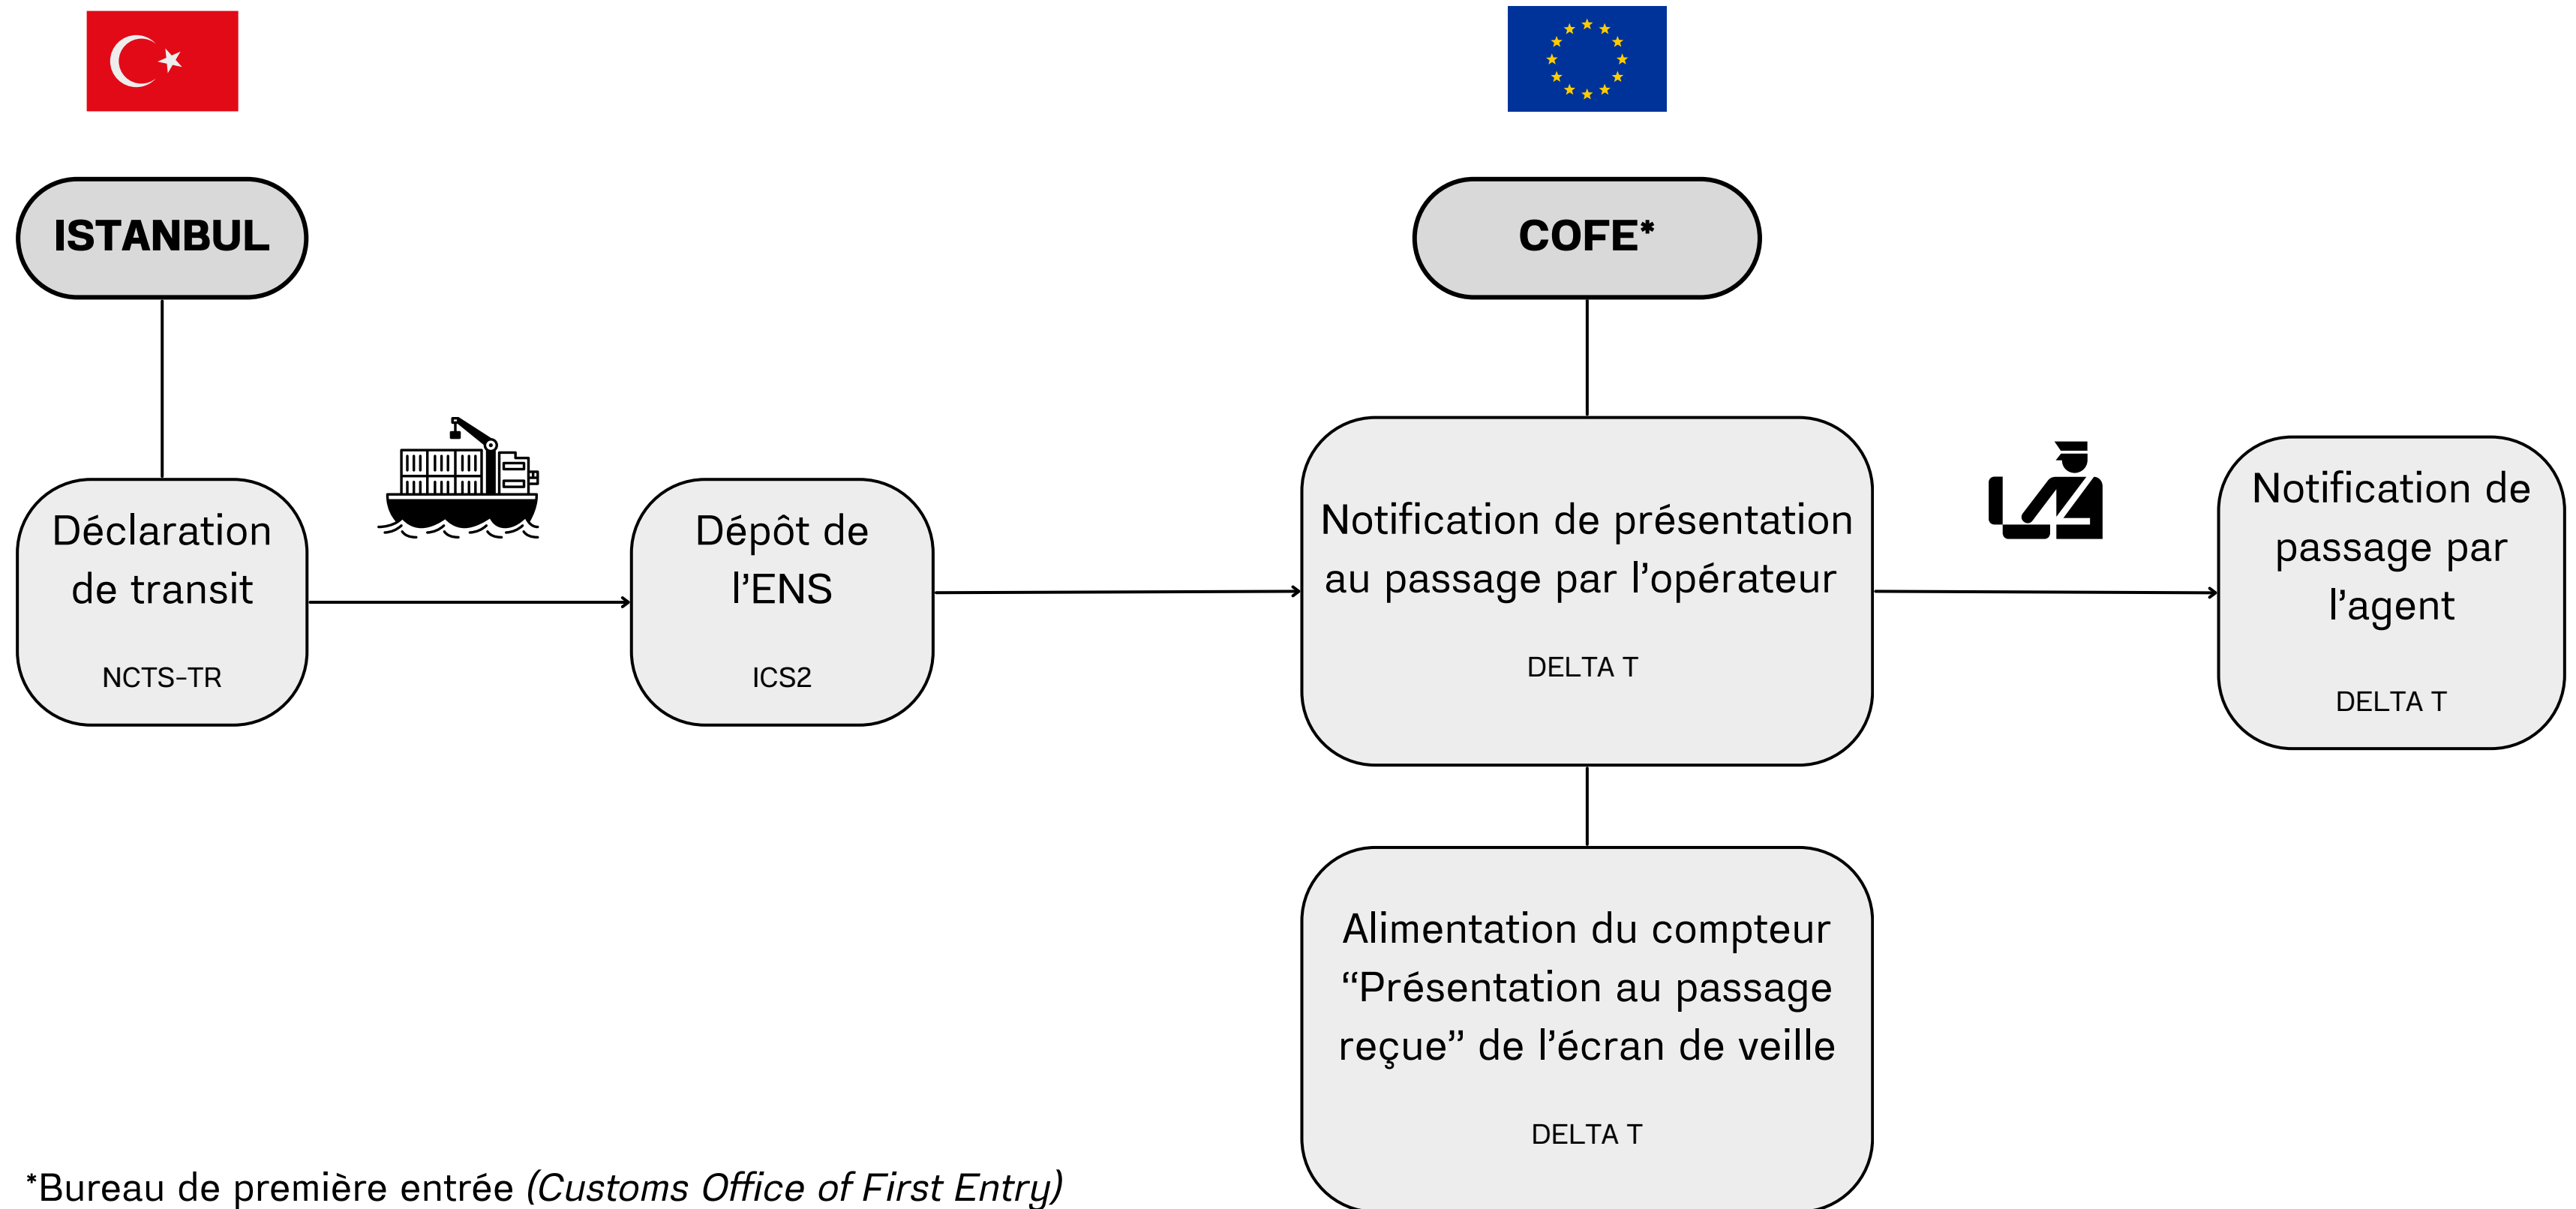 ISTANBUL
COFE*
Déclaration
de transit
NCTS-TR
Dépôt de
l’ENS
ICS2
Notification de présentation
au passage par l’opérateur
DELTA T
Notification de
passage par
l’agent
DELTA T
Alimentation du compteur
“Présentation au passage
reçue” de l’écran de veille
DELTA T
*Bureau de première entrée (Customs Office of First Entry)